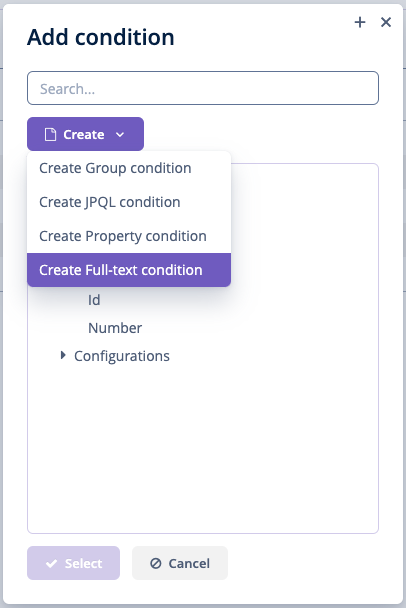 Add condition
Search...
Create
Create Group condition
Create JPQL condition
Create Property condition
Create Full-text condition
Id
Number
Configurations
Select
Cancel